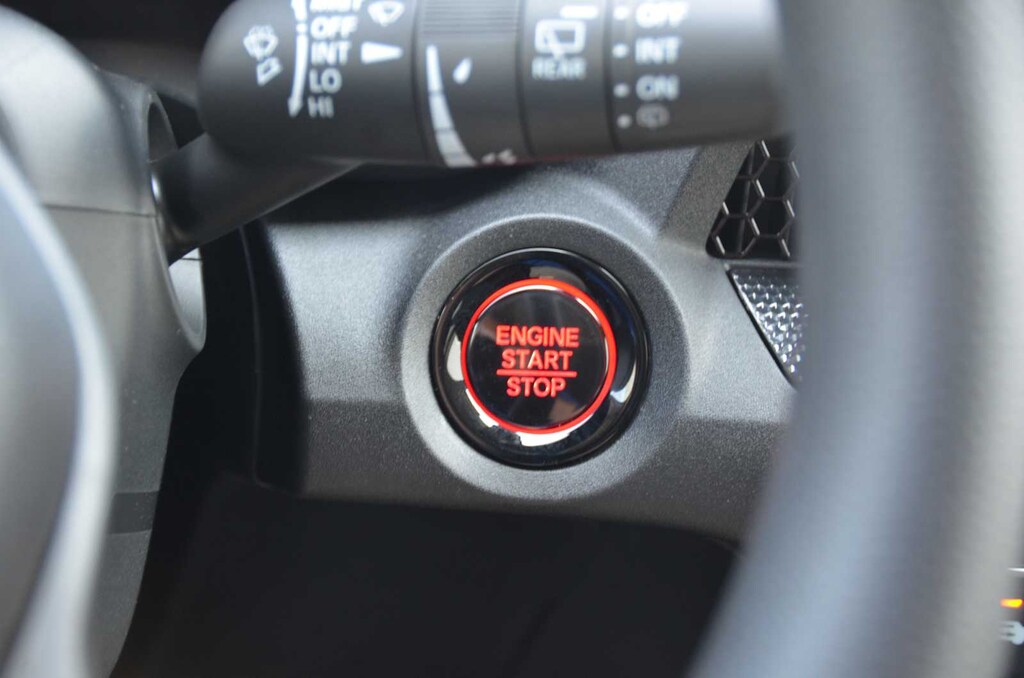 OFF
INT
LO
HI
REAR
OFF
INT
ON
ENGINE
START
STOP